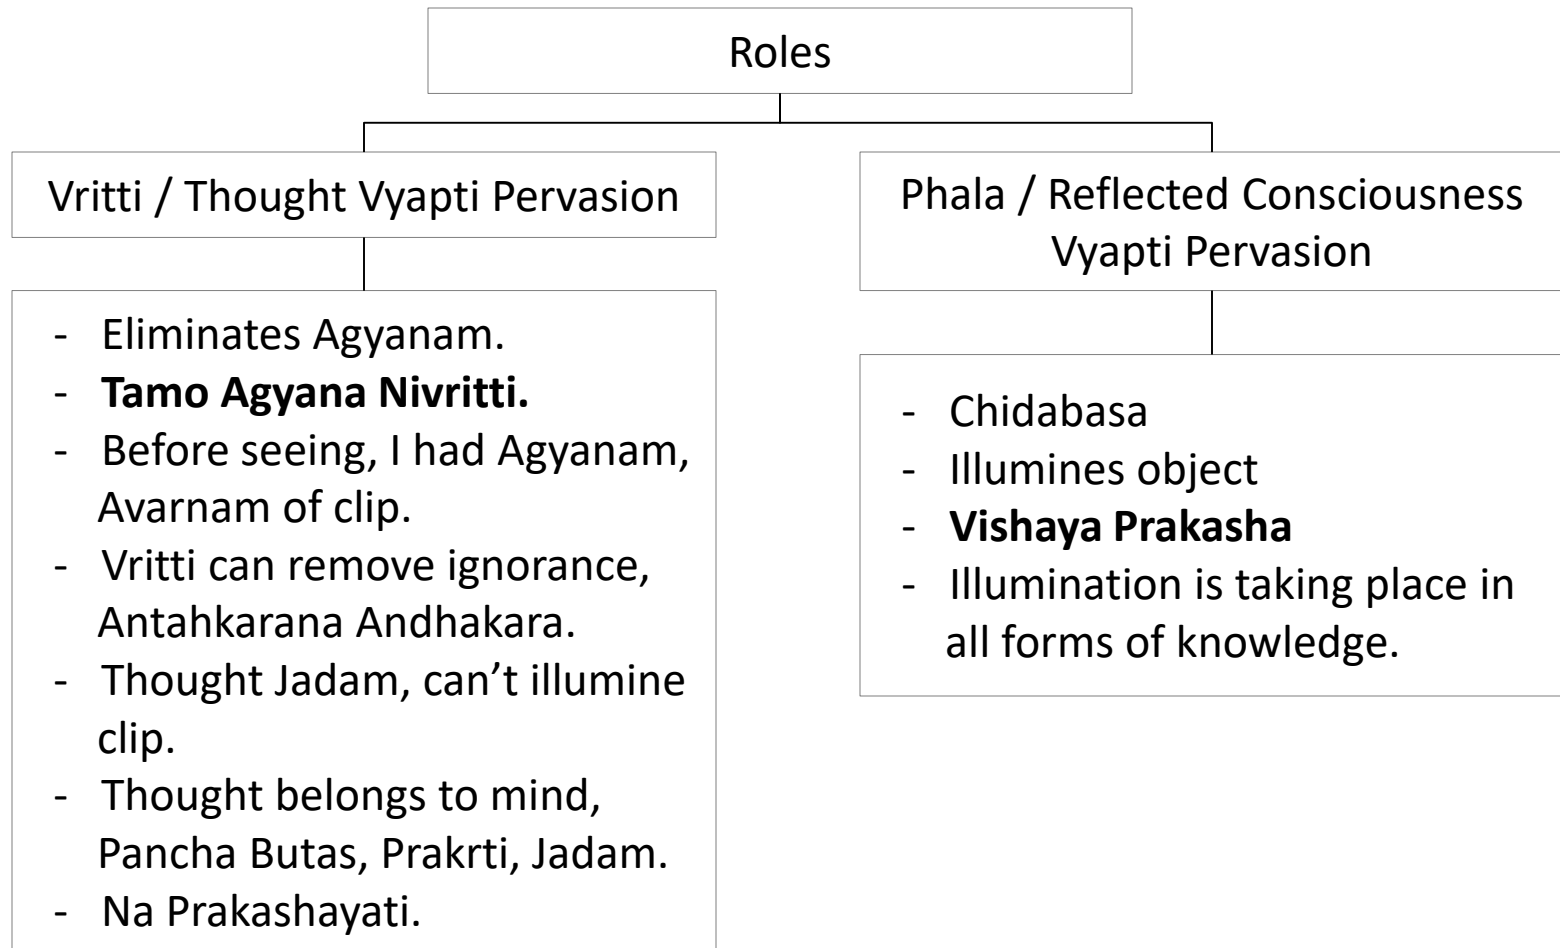 Roles
Vritti / Thought Vyapti Pervasion
- Eliminates Agyanam.
- Tamo Agyana Nivritti.
- Before seeing, I had Agyanam,
Avarnam of clip.
- Vritti can remove ignorance,
Antahkarana Andhakara.
- Thought Jadam, can’t illumine
clip.
- Thought belongs to mind,
Pancha Butas, Prakrti, Jadam.
- Na Prakashayati.
Phala / Reflected Consciousness
Vyapti Pervasion
- Chidabasa
- Illumines object
- Vishaya Prakasha
- Illumination is taking place in
all forms of knowledge.